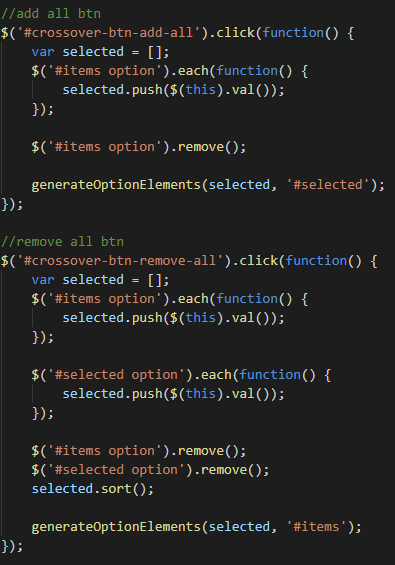 //add all btn
$('#crossover-btn-add-all').click(function() {
    var selected = [];
    $('#items option').each(function() {
        selected.push($(this).val());
    });

    $('#items option').remove();

    generateOptionElements(selected, '#selected');
});

//remove all btn
$('#crossover-btn-remove-all').click(function() {
    var selected = [];
    $('#items option').each(function() {
        selected.push($(this).val());
    });

    $('#selected option').each(function() {
        selected.push($(this).val());
    });

    $('#items option').remove();
    $('#selected option').remove();
    selected.sort();

    generateOptionElements(selected, '#items');
});